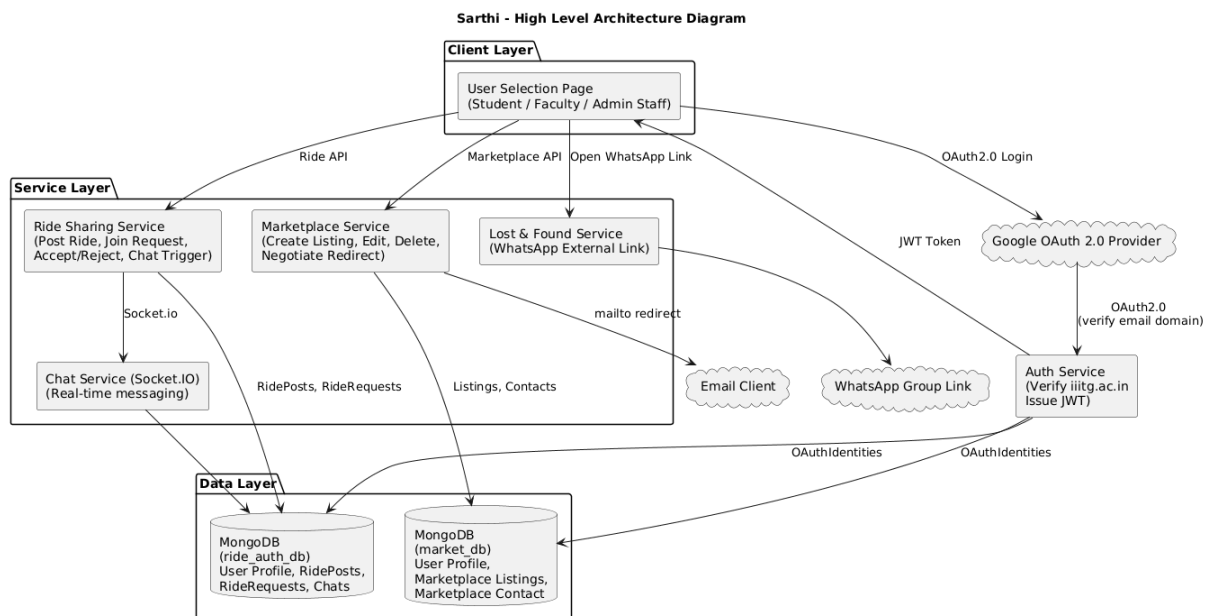 Sarthi - High Level Architecture Diagram
Client Layer
User Selection Page
(Student / Faculty / Admin Staff)
Ride API
Marketplace API
Open WhatsApp Link
OAuth2.0 Login
Service Layer
Ride Sharing Service
(Post Ride, Join Request,
Accept/Reject, Chat Trigger)
Marketplace Service
(Create Listing, Edit, Delete,
Negotiate Redirect)
Lost & Found Service
(WhatsApp External Link)
JWT Token
Google OAuth 2.0 Provider
Socket.io
mailto redirect
OAuth2.0
(verify email domain)
Chat Service (Socket.IO)
(Real-time messaging)
RidePosts, RideRequests
Listings, Contacts
Email Client
WhatsApp Group Link
Auth Service
(Verify iiitg.ac.in
Issue JWT)
OAuthIdentities
OAuthIdentities
Data Layer
MongoDB
(ride_auth_db)
User Profile, RidePosts,
RideRequests, Chats
MongoDB
(market_db)
User Profile,
Marketplace Listings,
Marketplace Contact